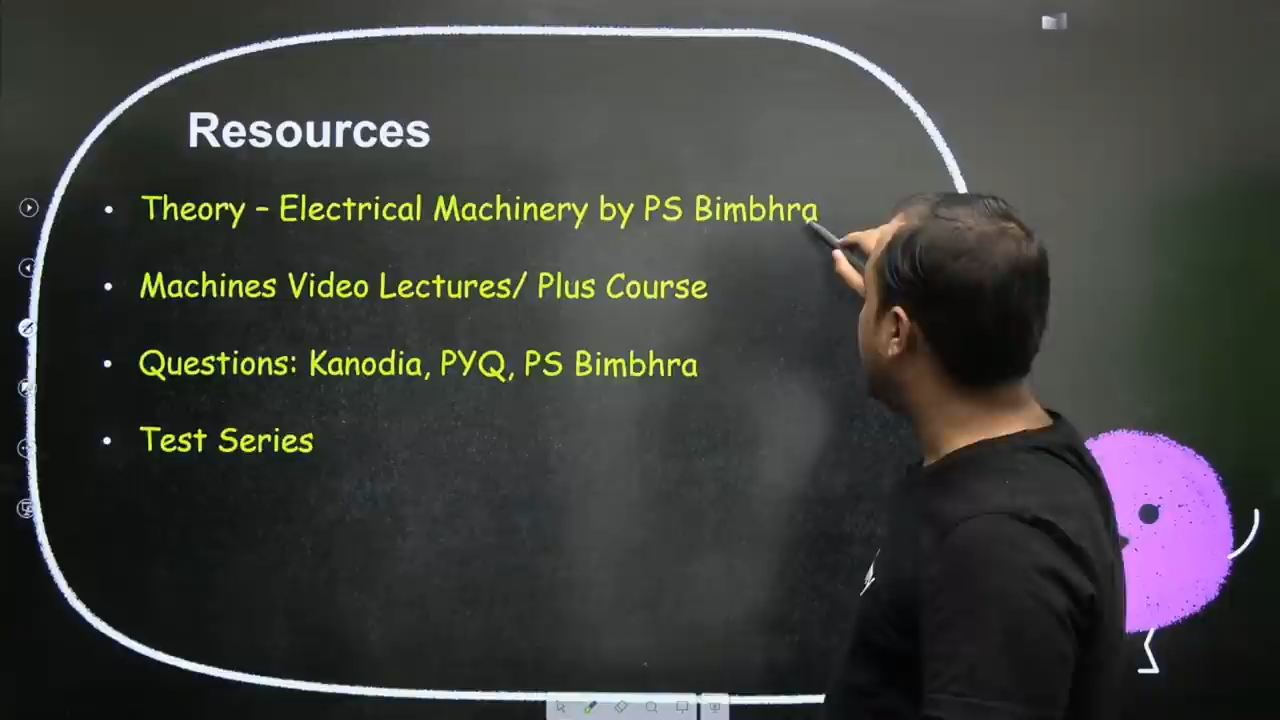 Resources
• Theory – Electrical Machinery by PS Bimbhra
• Machines Video Lectures/ Plus Course
• Questions: Kanodia, PYQ, PS Bimbhra
• Test Series